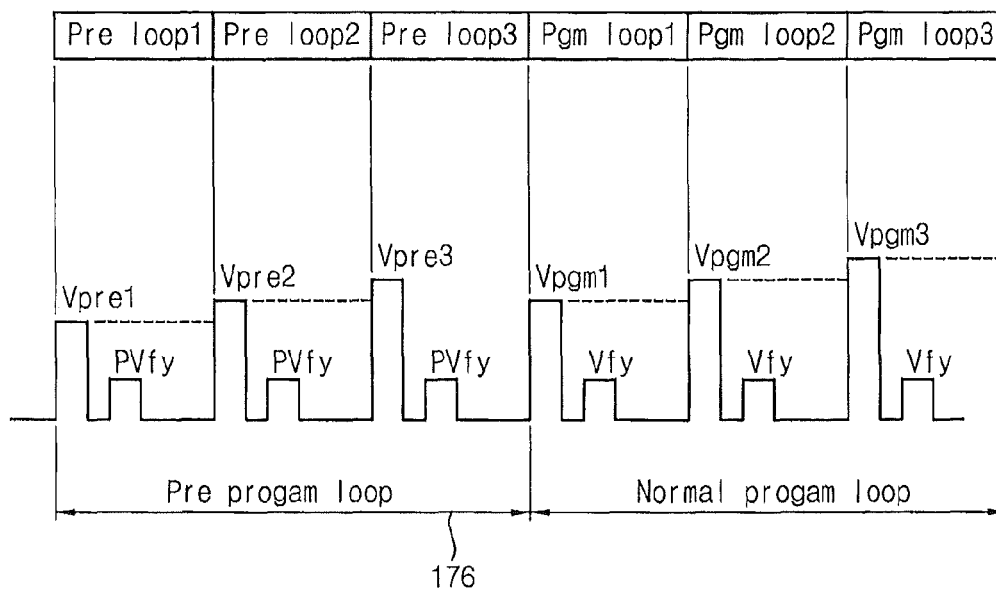 Pre loop1 Pre loop2 Pre loop3 Pgm loop1 Pgm loop2 Pgm loop3
Vpre1
Vpre2
Vpre3
Vpgm1
Vpgm2
Vpgm3
PVfy PVfy PVfy Vfy Vfy Vfy
Pre progam loop Normal progam loop
176